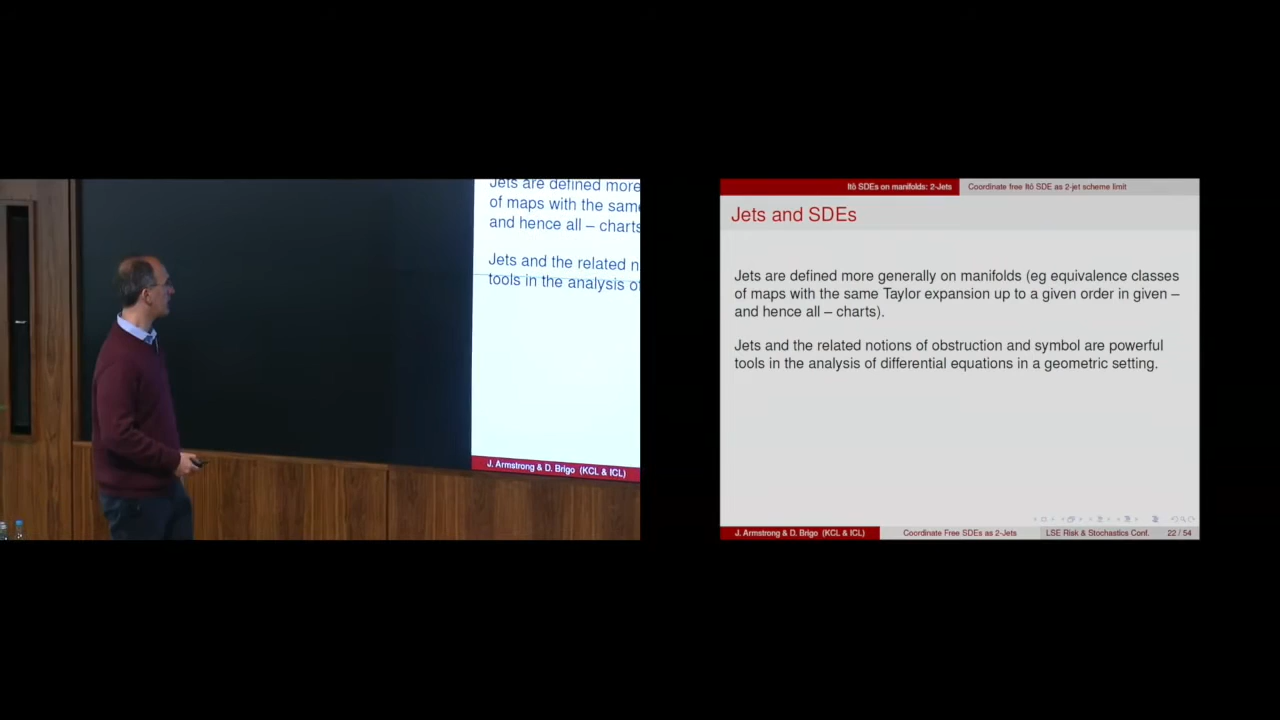 Jets are defined more
of maps with the same
and hence all – charts
Jets and the related n
tools in the analysis of
J. Armstrong & D. Brigo (KCL & ICL)
Itô SDEs on manifolds: 2-Jets
Coordinate free Itô SDE as 2-jet scheme limit
Jets and SDEs
Jets are defined more generally on manifolds (eg equivalence classes
of maps with the same Taylor expansion up to a given order in given –
and hence all – charts).
Jets and the related notions of obstruction and symbol are powerful
tools in the analysis of differential equations in a geometric setting.
J. Armstrong & D. Brigo (KCL & ICL)
Coordinate Free SDEs as 2-Jets
LSE Risk & Stochastics Conf.
22 / 54